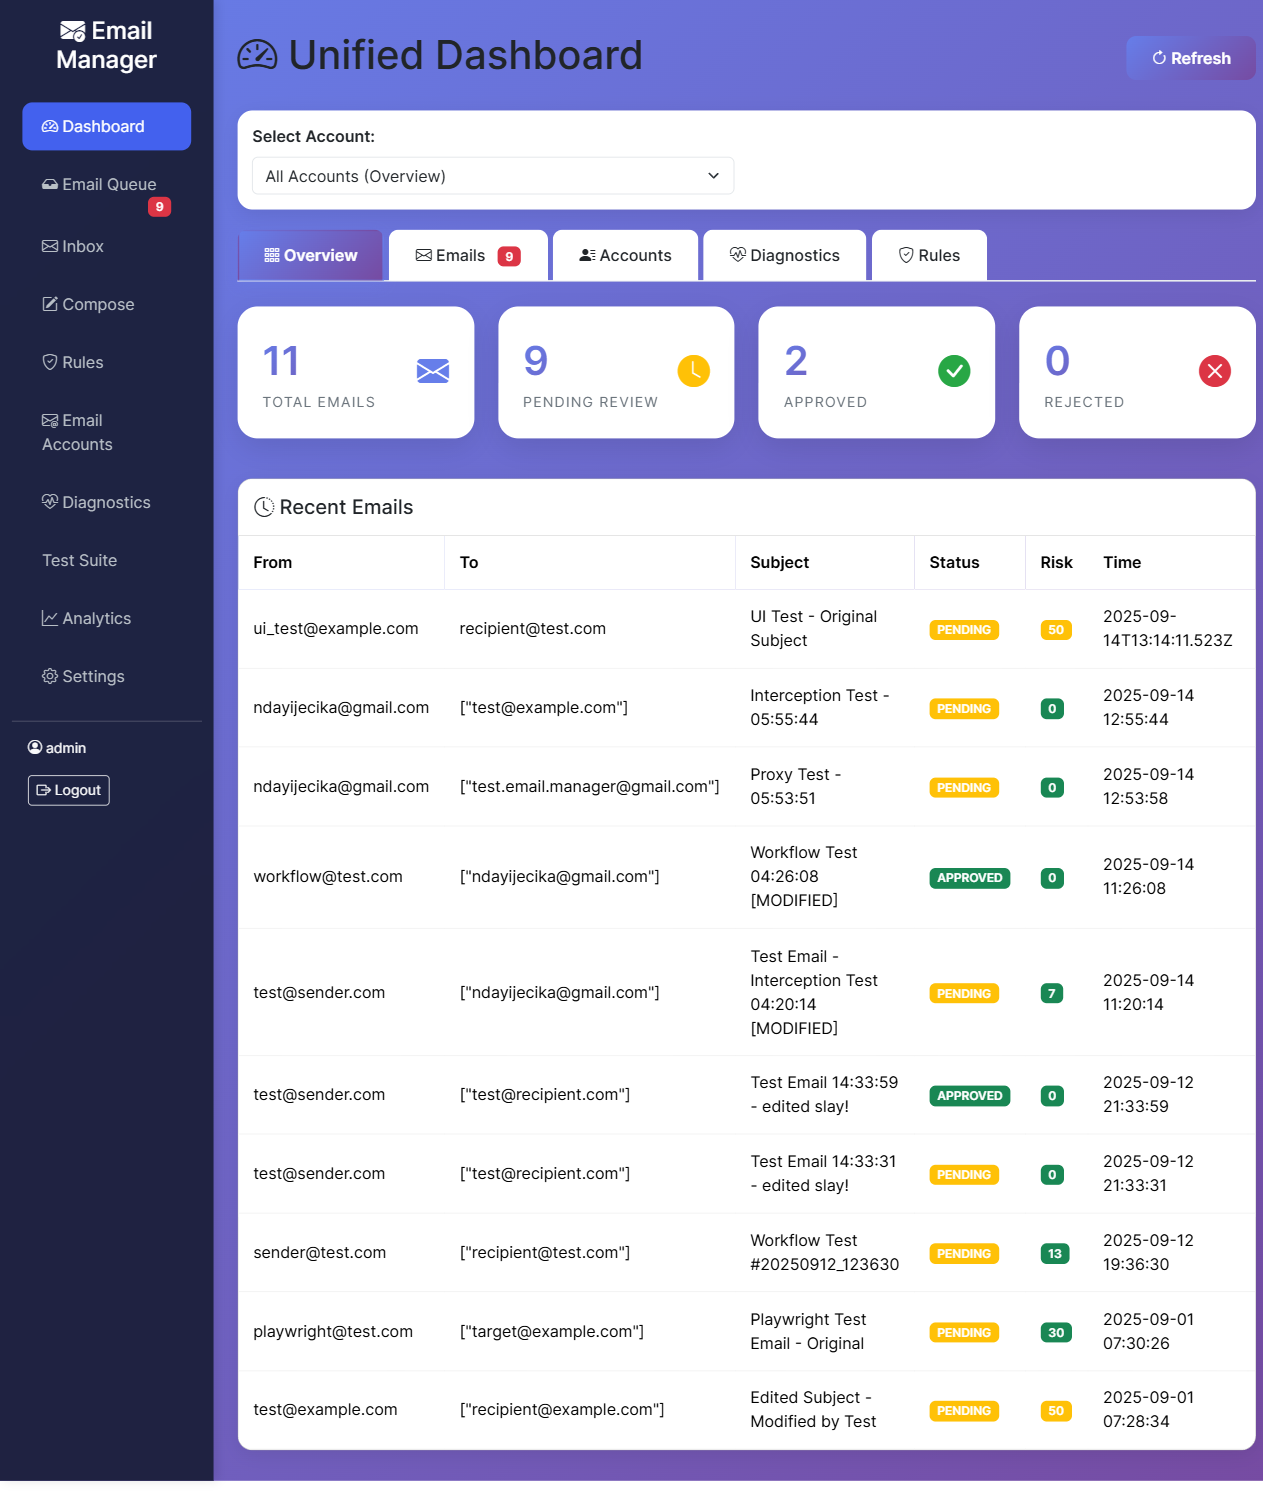 Email
Manager
Dashboard
Email Queue
9
Inbox
Compose
Rules
Email
Accounts
Diagnostics
Test Suite
Analytics
Settings
admin
Logout
Unified Dashboard
Refresh
Select Account:
All Accounts (Overview)
Overview
Emails 9
Accounts
Diagnostics
Rules
11
TOTAL EMAILS
9
PENDING REVIEW
2
APPROVED
0
REJECTED
Recent Emails
From To Subject Status Risk Time
ui_test@example.com recipient@test.com UI Test - Original PENDING 50 2025-09-
Subject 14T13:14:11.523Z
ndayijecika@gmail.com ["test@example.com"] Interception Test - PENDING 0 2025-09-14
05:55:44 12:55:44
ndayijecika@gmail.com ["test.email.manager@gmail.com"] Proxy Test - PENDING 0 2025-09-14
05:53:51 12:53:58
workflow@test.com ["ndayijecika@gmail.com"] Workflow Test APPROVED 0 2025-09-14
04:26:08 11:26:08
[MODIFIED]
test@sender.com ["ndayijecika@gmail.com"] Test Email - PENDING 7 2025-09-14
Interception Test 11:20:14
04:20:14
[MODIFIED]
test@sender.com ["test@recipient.com"] Test Email 14:33:59 APPROVED 0 2025-09-12
- edited slay! 21:33:59
test@sender.com ["test@recipient.com"] Test Email 14:33:31 PENDING 0 2025-09-12
- edited slay! 21:33:31
sender@test.com ["recipient@test.com"] Workflow Test PENDING 13 2025-09-12
#20250912_123630 19:36:30
playwright@test.com ["target@example.com"] Playwright Test PENDING 30 2025-09-01
Email - Original 07:30:26
test@example.com ["recipient@example.com"] Edited Subject - PENDING 50 2025-09-01
Modified by Test 07:28:34